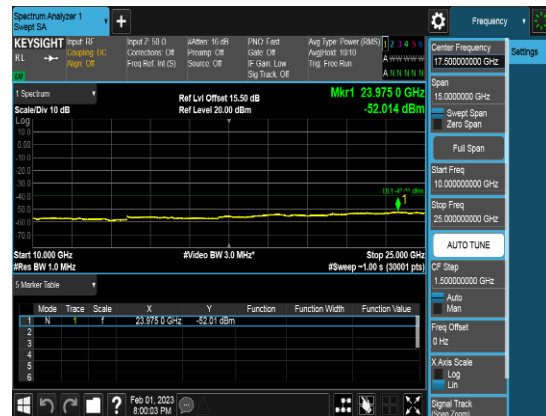 Spectrum Analyzer 1
Swept SA
Frequency
KEYSIGHT
RL
Input: RF
Coupling: DC
Align: Off
Input Z: 50 Ω
Corrections: Off
Freq Ref: Int (S)
#Atten: 16 dB
Preamp: Off
Source: Off
PNO: Fast
Gate: Off
IF Gain: Low
Sig Track: Off
Avg Type: Power (RMS)
AvgHold: 10/10
Trig: Free Run
1 2 3 4 5 6
A W W W W W
A N N N N N
1 Spectrum
Scale/Div 10 dB
Log
Ref Lvl Offset 15.50 dB
Ref Level 20.00 dBm
Mkr1 23.975 0 GHz
-52.014 dBm
10.0
0.00
-10.0
-20.0
-30.0
-40.0
-50.0
-60.0
-70.0
1
Start 10.000 GHz
#Res BW 1.0 MHz
#Video BW 3.0 MHz*
Stop 25.000 GHz
#Sweep ~1.00 s (30001 pts)
5 Marker Table
Mode Trace Scale X Y Function Function Width Function Value
1 N 1 f 23.975 0 GHz -52.01 dBm
2
3
4
5
6
Feb 01, 2023
8:00:03 PM
Center Frequency
17.500000000 GHz
Settings
Span
15.0000000 GHz
Swept Span
Zero Span
Full Span
Start Freq
10.000000000 GHz
Stop Freq
25.000000000 GHz
AUTO TUNE
CF Step
1.500000000 GHz
Auto
Man
Freq Offset
0 Hz
X Axis Scale
Log
Lin
Signal Track
(Span Zoom)